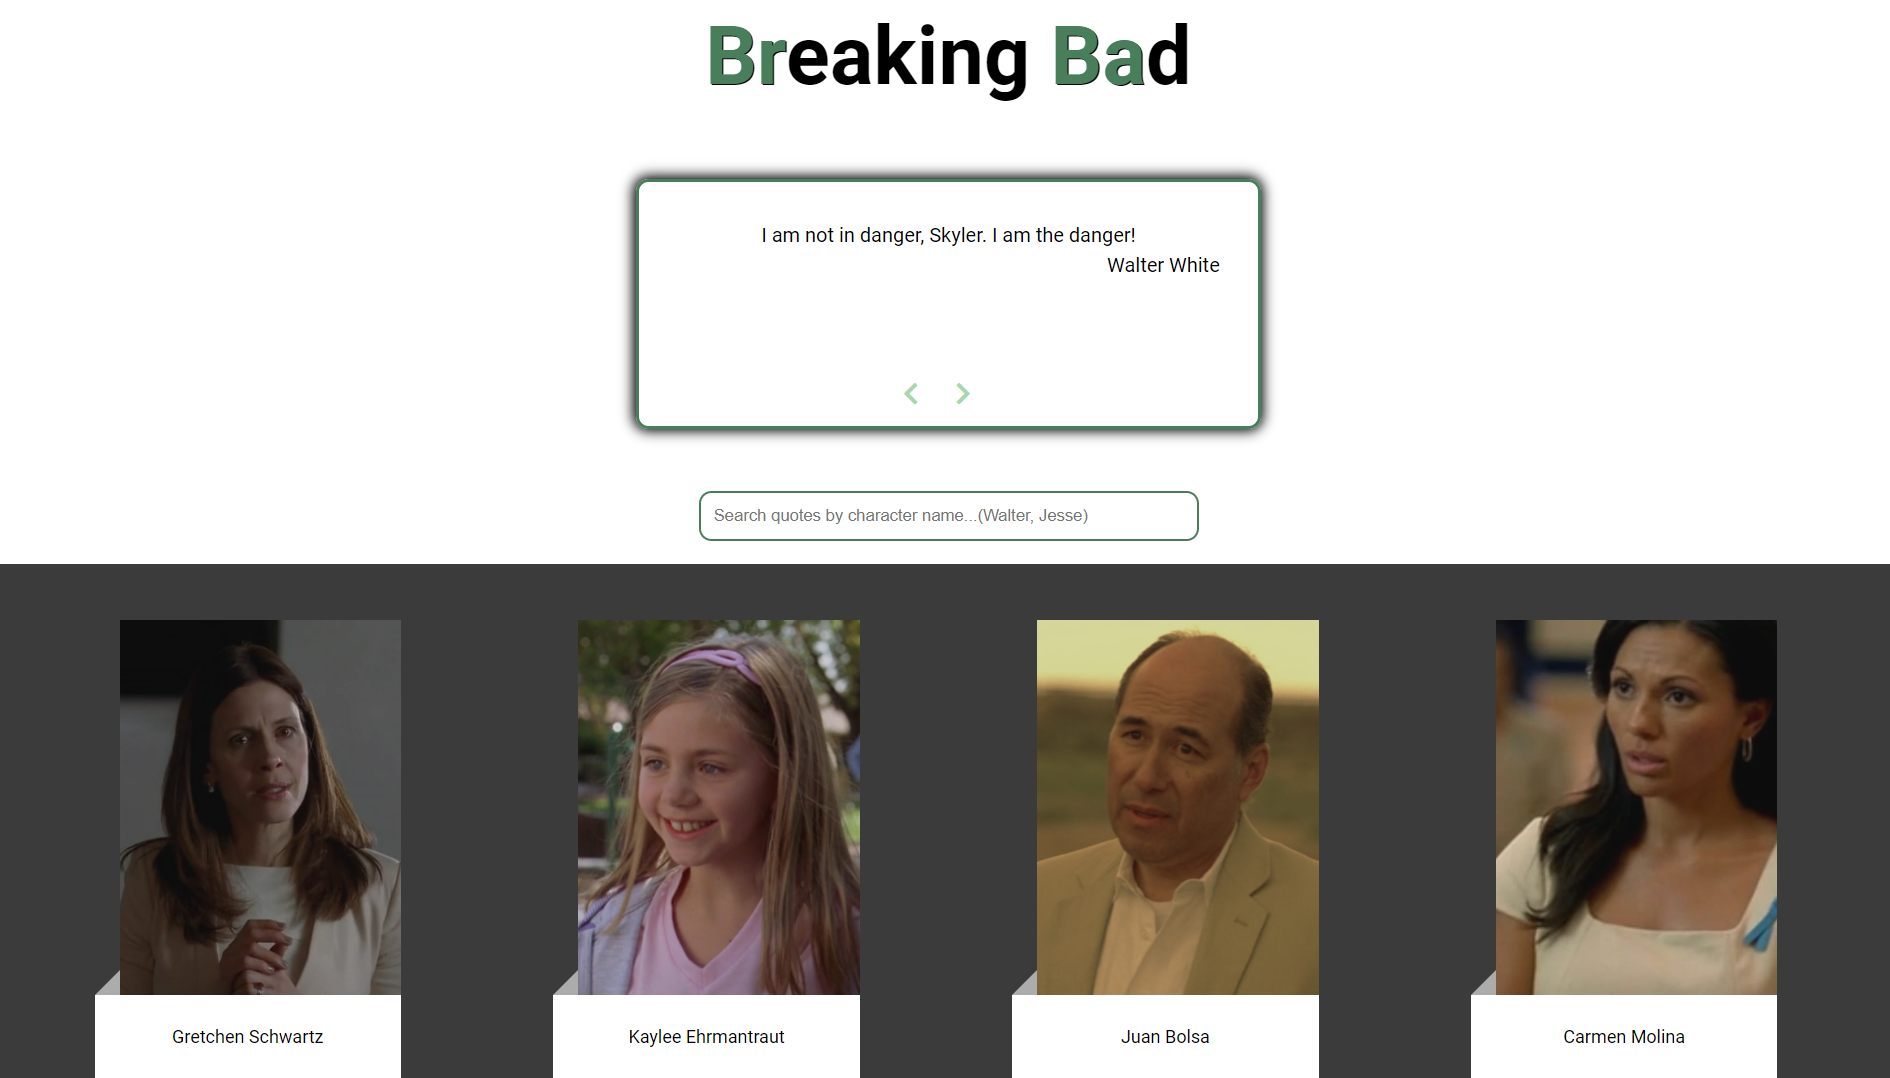 Breaking Bad
I am not in danger, Skyler. I am the danger!
Walter White
Search quotes by character name...(Walter, Jesse)
Gretchen Schwartz
Kaylee Ehrmantraut
Juan Bolsa
Carmen Molina